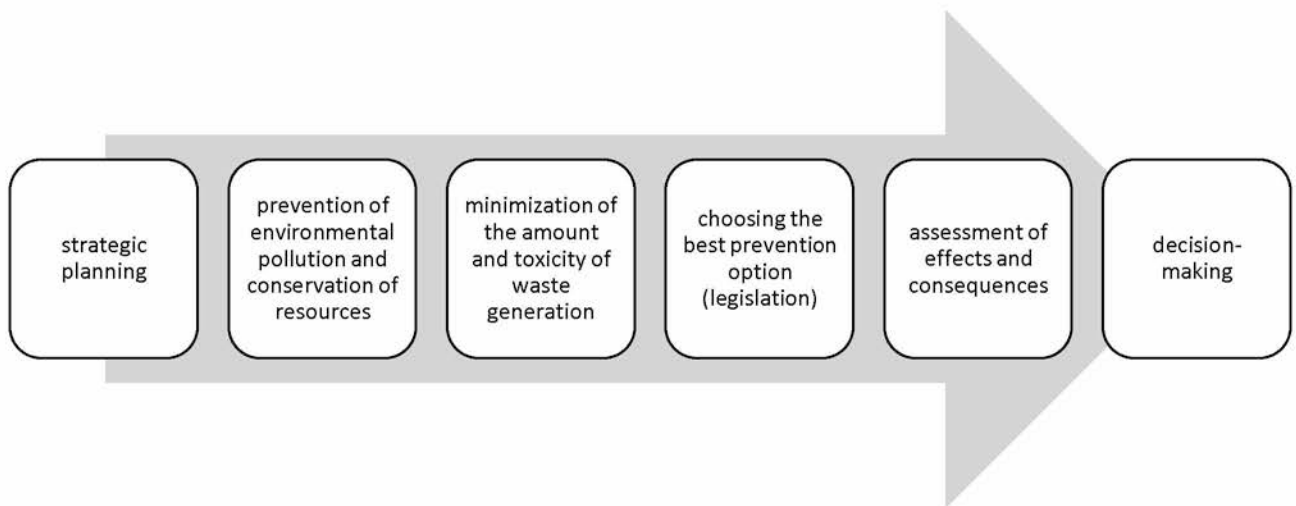 strategic
planning
prevention of
environmental
pollution and
conservation of
resources
minimization of
the amount
and toxicity of
waste
generation
choosing the
best prevention
option
(legislation)
assessment of
effects and
consequences
decision-
making